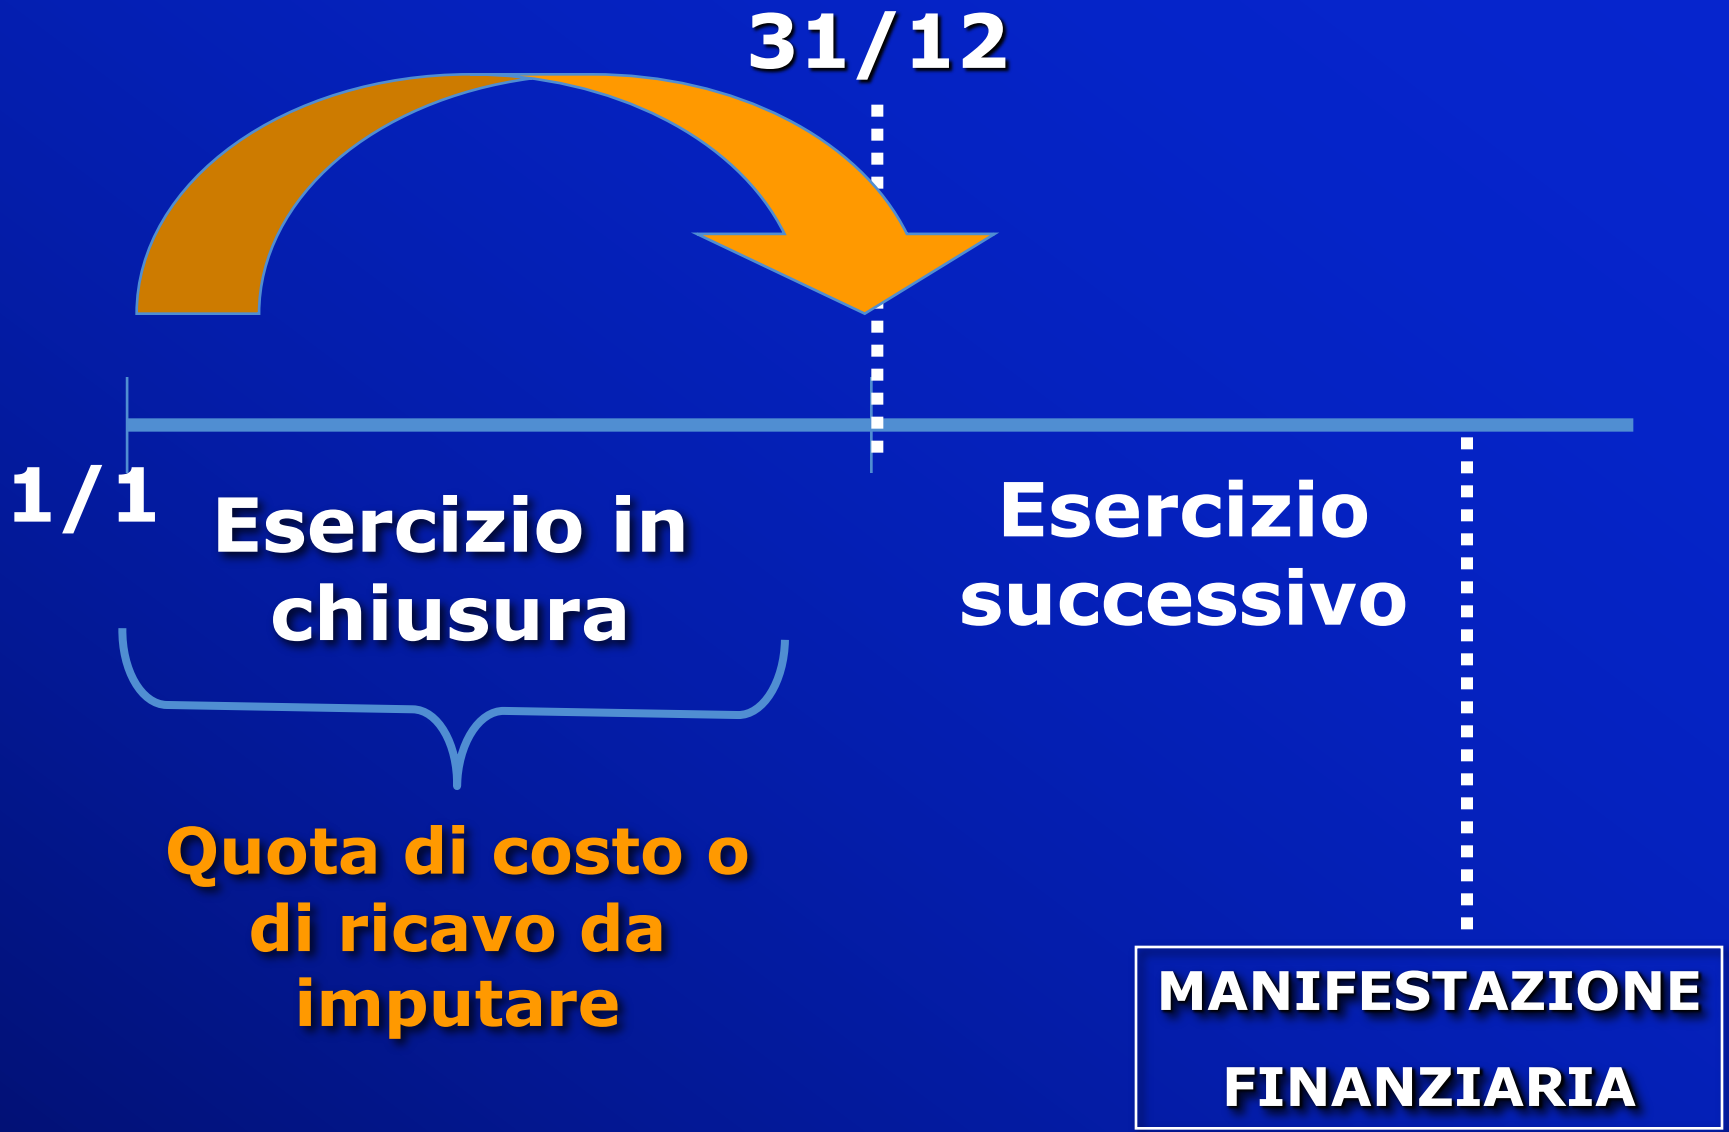 31/12
1/1
Esercizio in
chiusura
Esercizio
successivo
Quota di costo o
di ricavo da
imputare
MANIFESTAZIONE
FINANZIARIA